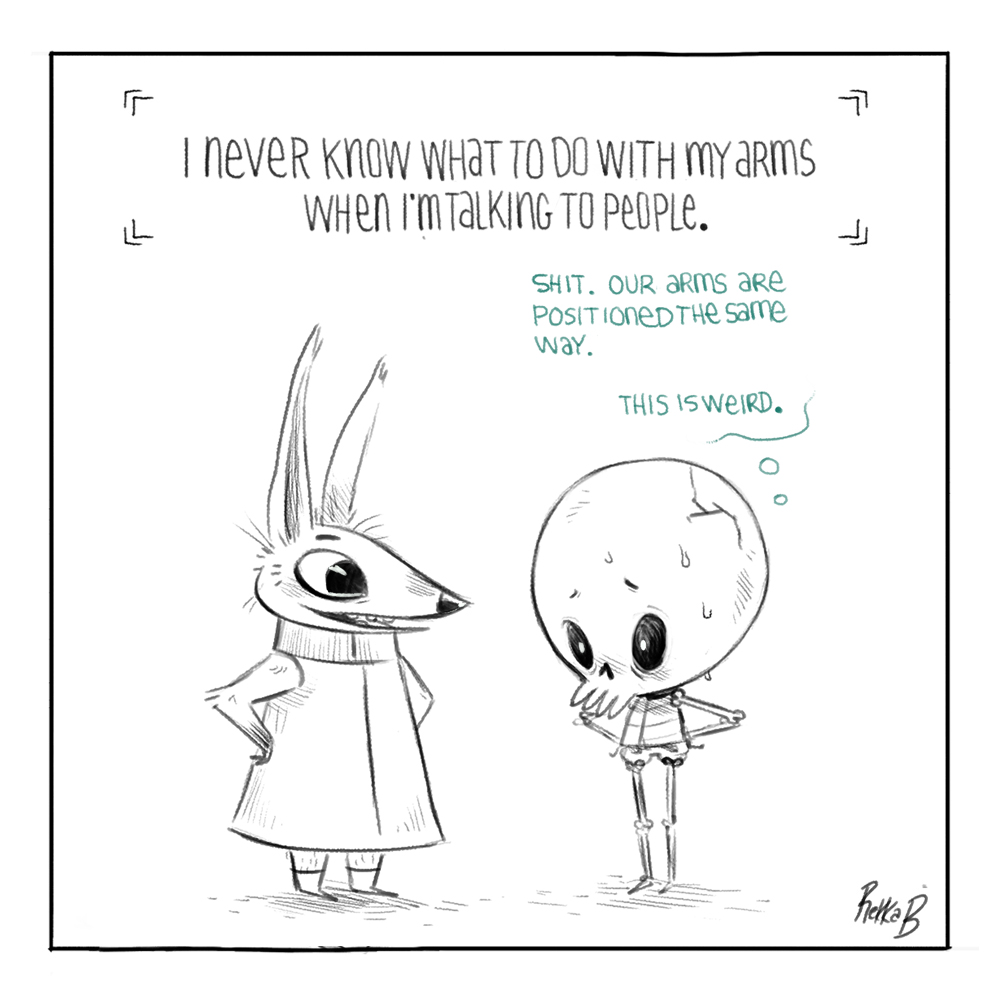 I never know what to do with my arms
when I'm talking to people.
Shit. Our arms are
positioned the same
way.
This is weird.
Rekka B